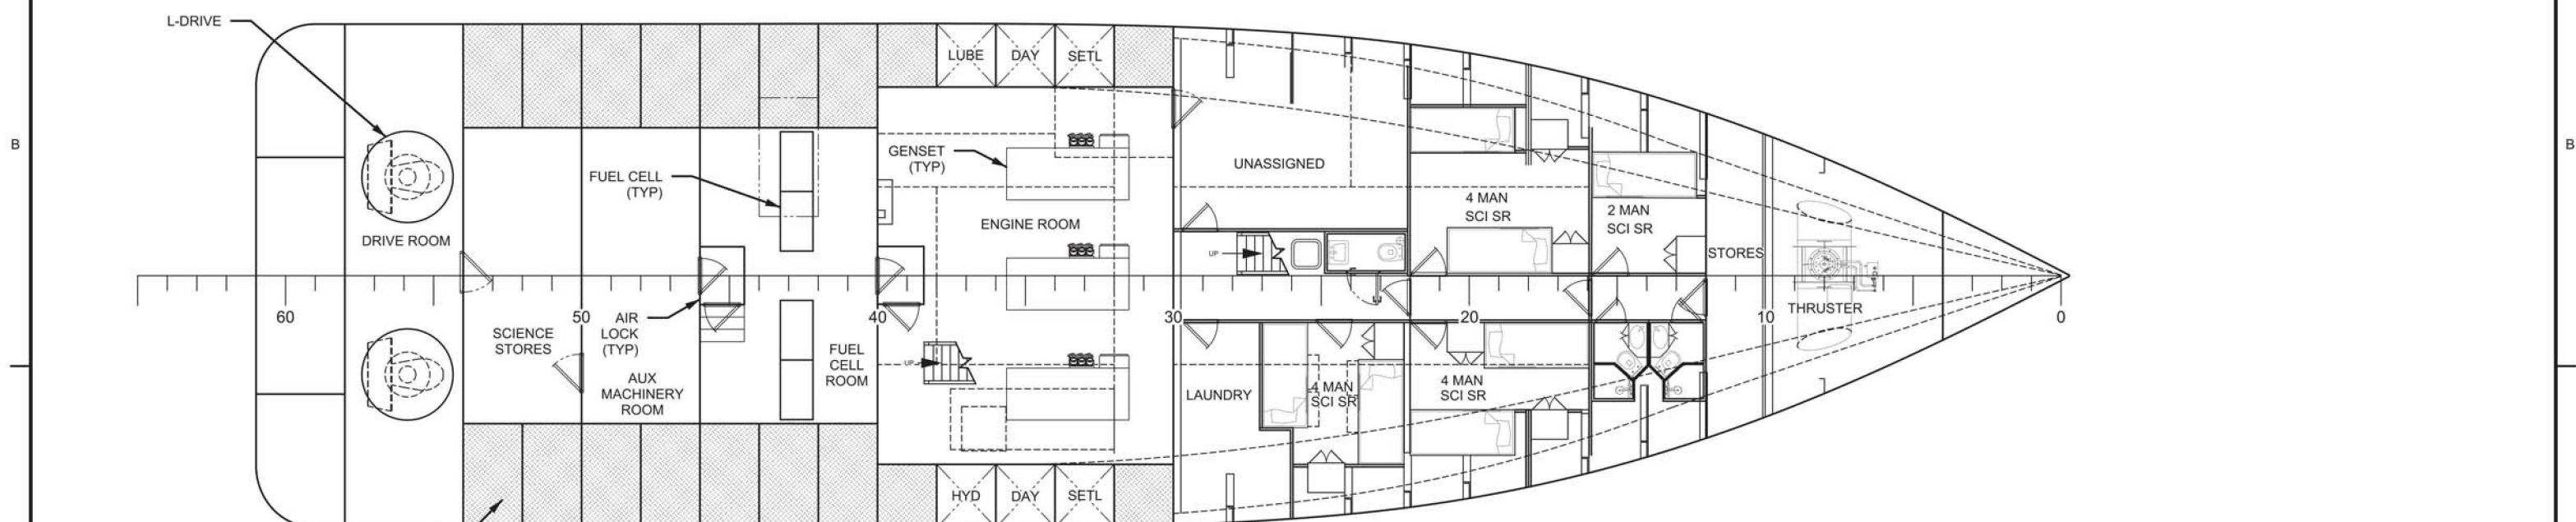 L-DRIVE
LUBE
DAY
SETL
B
B
GENSET
(TYP)
UNASSIGNED
FUEL CELL
(TYP)
4 MAN
SCI SR
2 MAN
SCI SR
ENGINE ROOM
DRIVE ROOM
UP
STORES
THRUSTER
60
50
40
30
20
10
0
AIR
LOCK
(TYP)
SCIENCE
STORES
FUEL
CELL
ROOM
UP
AUX
MACHINERY
ROOM
LAUNDRY
4 MAN
SCI SR
4 MAN
SCI SR
HYD
DAY
SETL